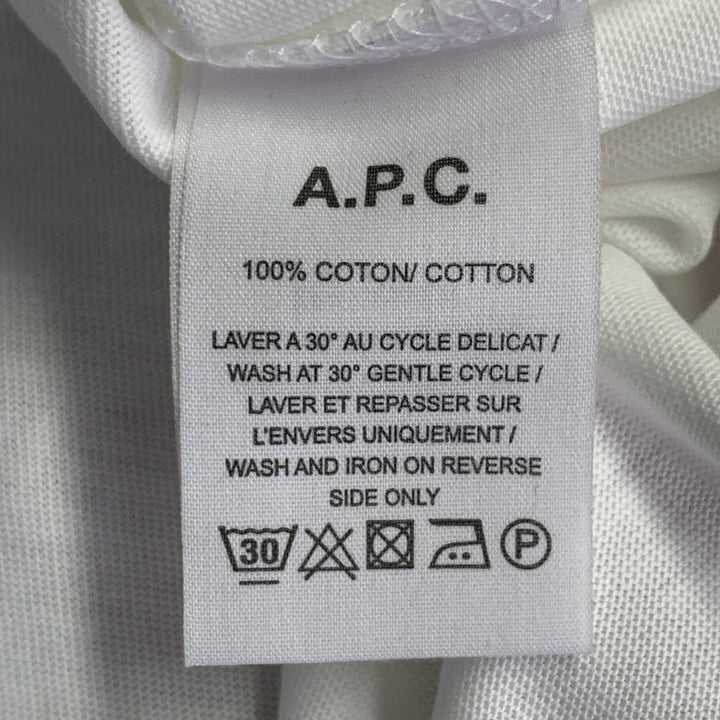 A.P.C.
100% COTON/ COTTON
LAVER A 30° AU CYCLE DELICAT /
WASH AT 30° GENTLE CYCLE /
LAVER ET REPASSER SUR
L'ENVERS UNIQUEMENT /
WASH AND IRON ON REVERSE
SIDE ONLY
30 P